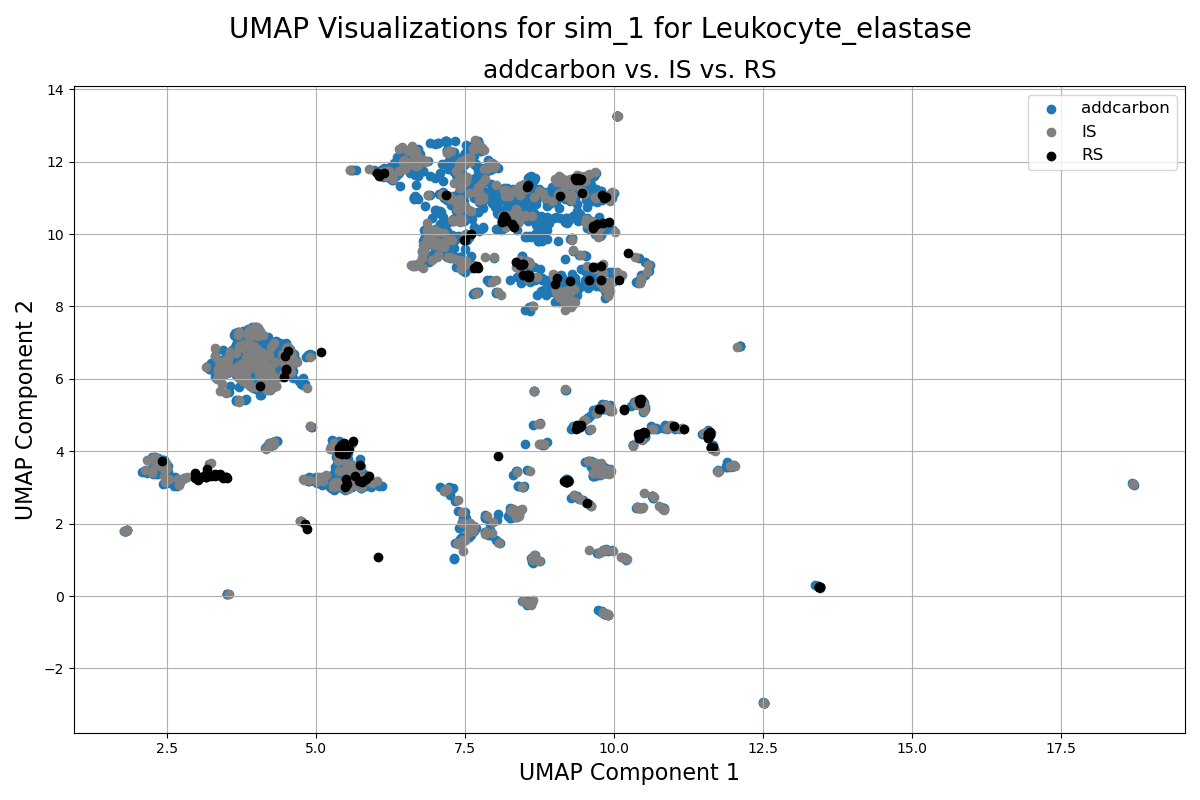 UMAP Visualizations for sim_1 for Leukocyte_elastase
addcarbon vs. IS vs. RS
addcarbon
IS
RS
UMAP Component 2
14
12
10
8
6
4
2
0
−2
2.5
5.0
7.5
10.0
12.5
15.0
17.5
UMAP Component 1